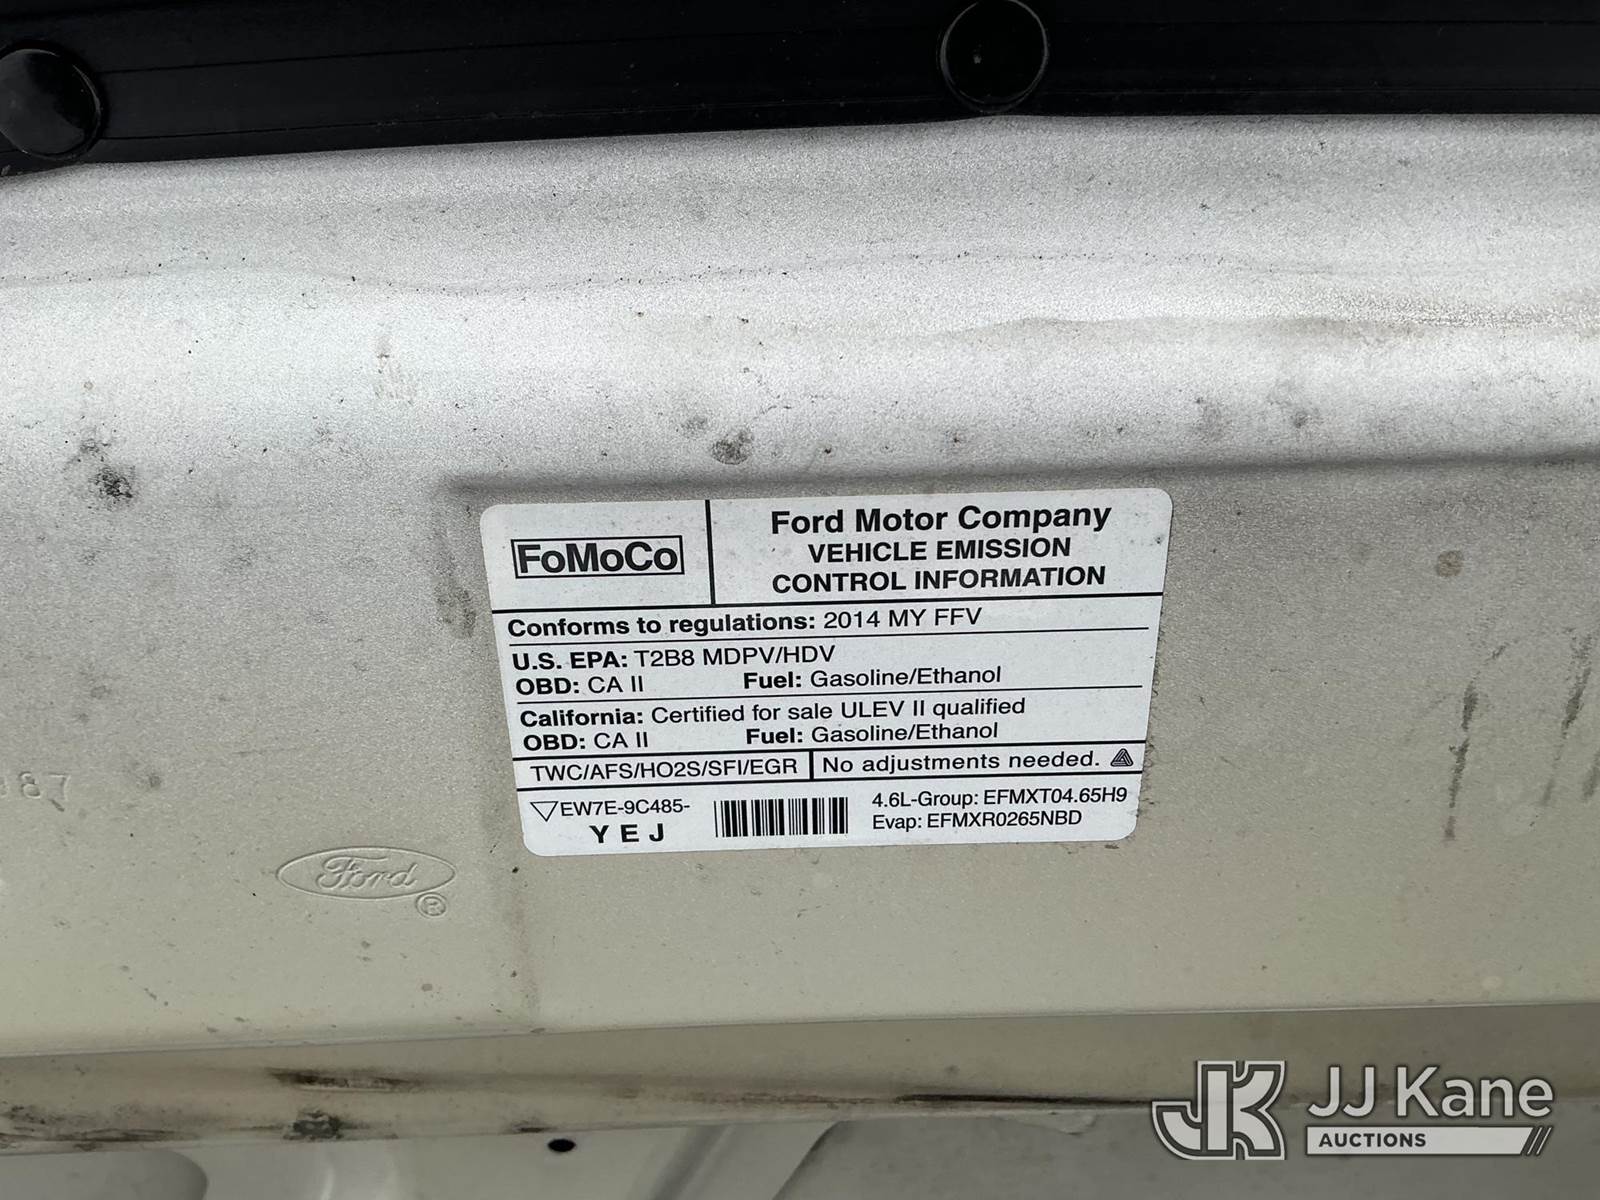 FoMoCo
Ford Motor Company
VEHICLE EMISSION
CONTROL INFORMATION
Conforms to regulations: 2014 MY FFV
U.S. EPA: T2B8 MDPV/HDV
OBD: CA II Fuel: Gasoline/Ethanol
California: Certified for sale ULEV II qualified
OBD: CA II Fuel: Gasoline/Ethanol
TWC/AFS/HO2S/SFI/EGR No adjustments needed.
EW7E-9C485-
YEJ
4.6L-Group: EFMXT04.65H9
Evap: EFMXR0265NBD
87
Ford ®
JK JJ Kane
AUCTIONS